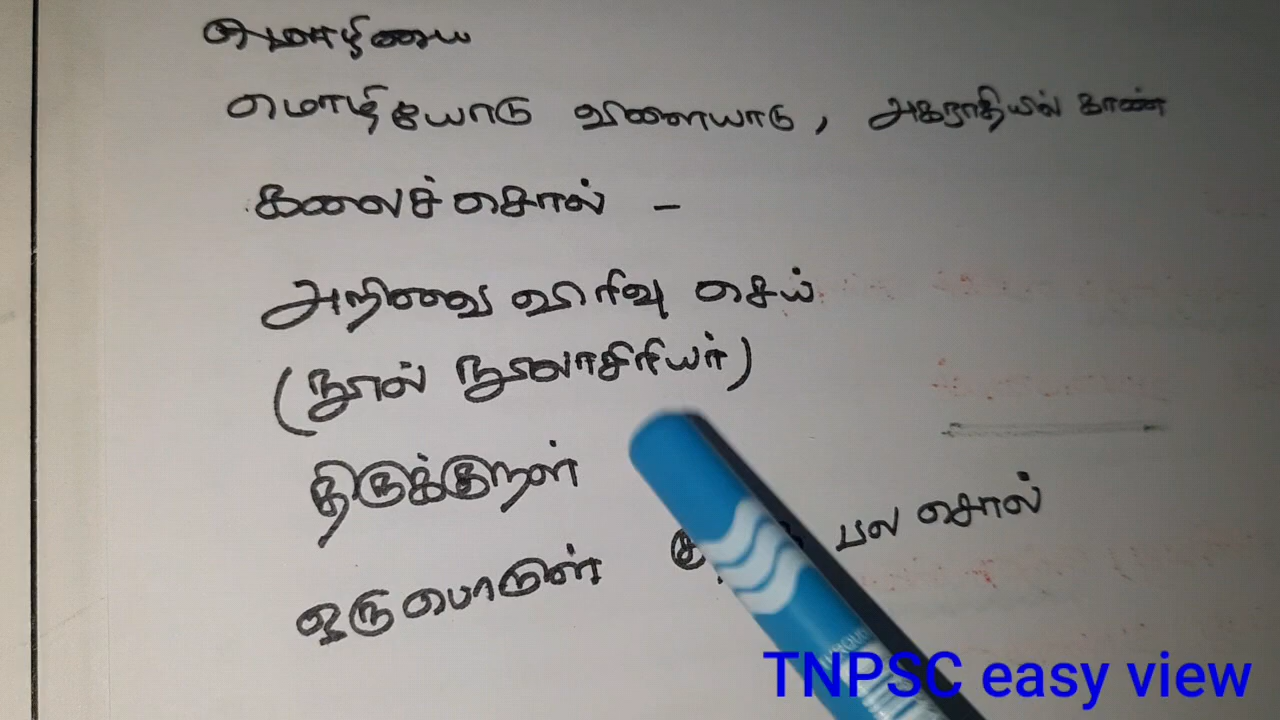 மொழியோடு விளையாடு, அகராதியில் காண்
கலைச்சொல் -
அறிவை விரிவு செய்
(நூல் நூலாசிரியர்)
திருக்குறள்
ஒரு பொருள் பல சொல்
TNPSC easy view